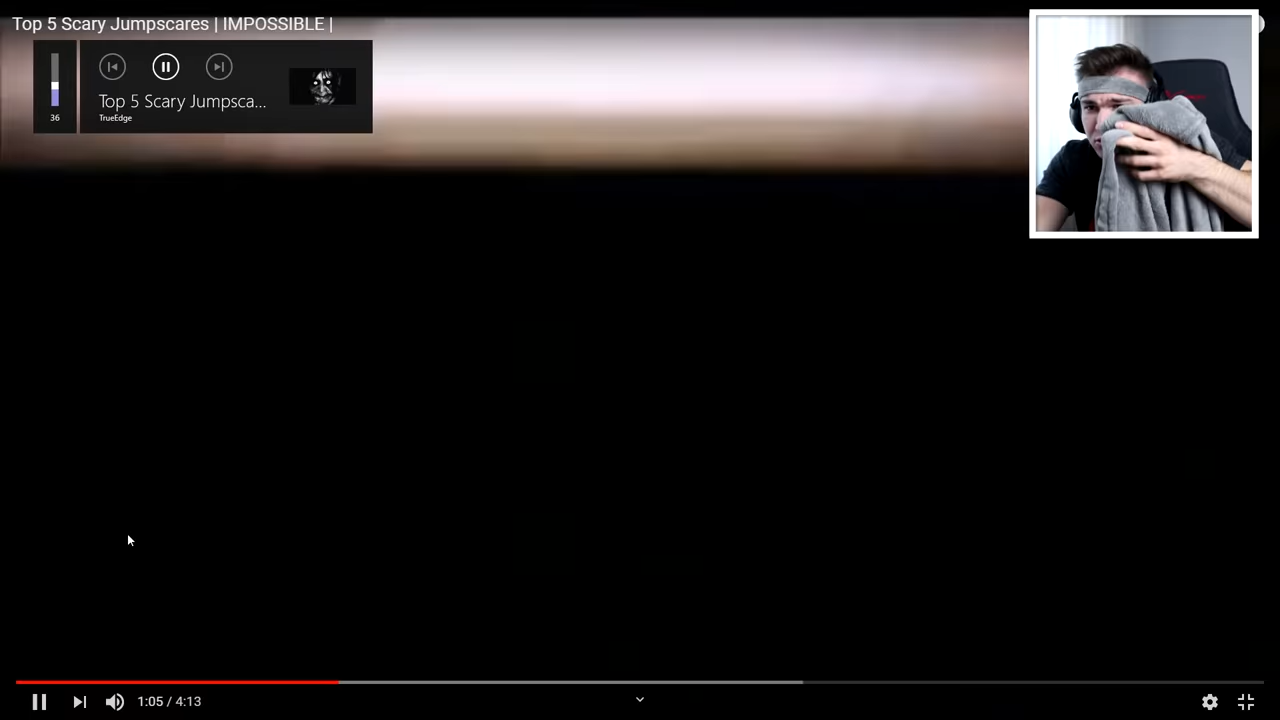 Top 5 Scary Jumpscares | IMPOSSIBLE |
Top 5 Scary Jumpsca...
36
TrueEdge
1:05 / 4:13